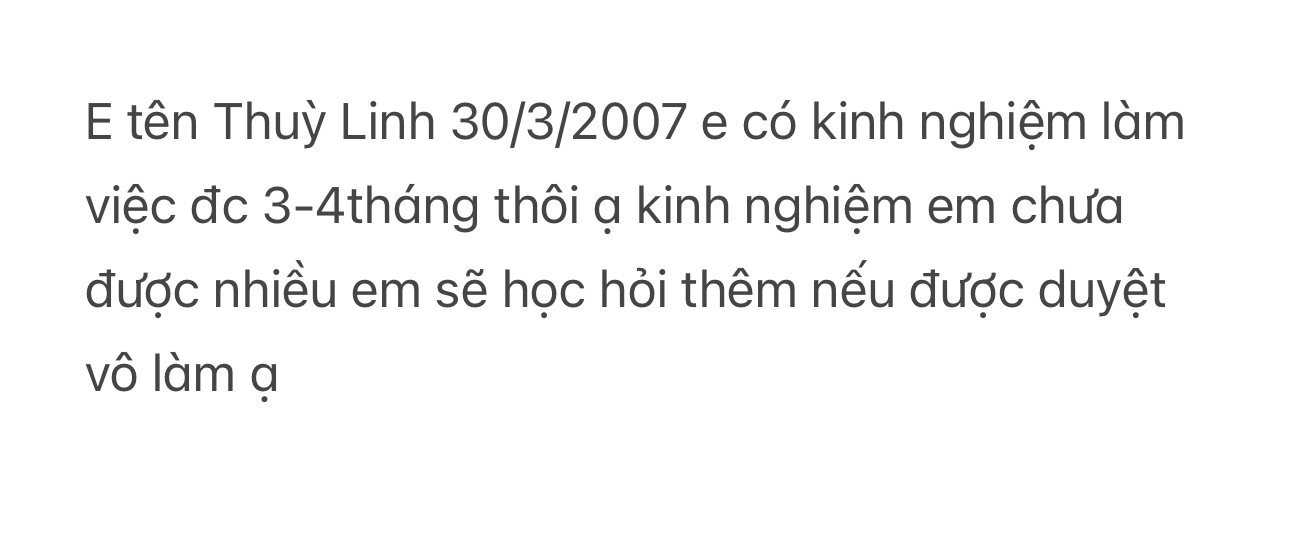 E tên Thuỳ Linh 30/3/2007 e có kinh nghiệm làm
việc đc 3-4tháng thôi ạ kinh nghiệm em chưa
được nhiều em sẽ học hỏi thêm nếu được duyệt
vô làm ạ